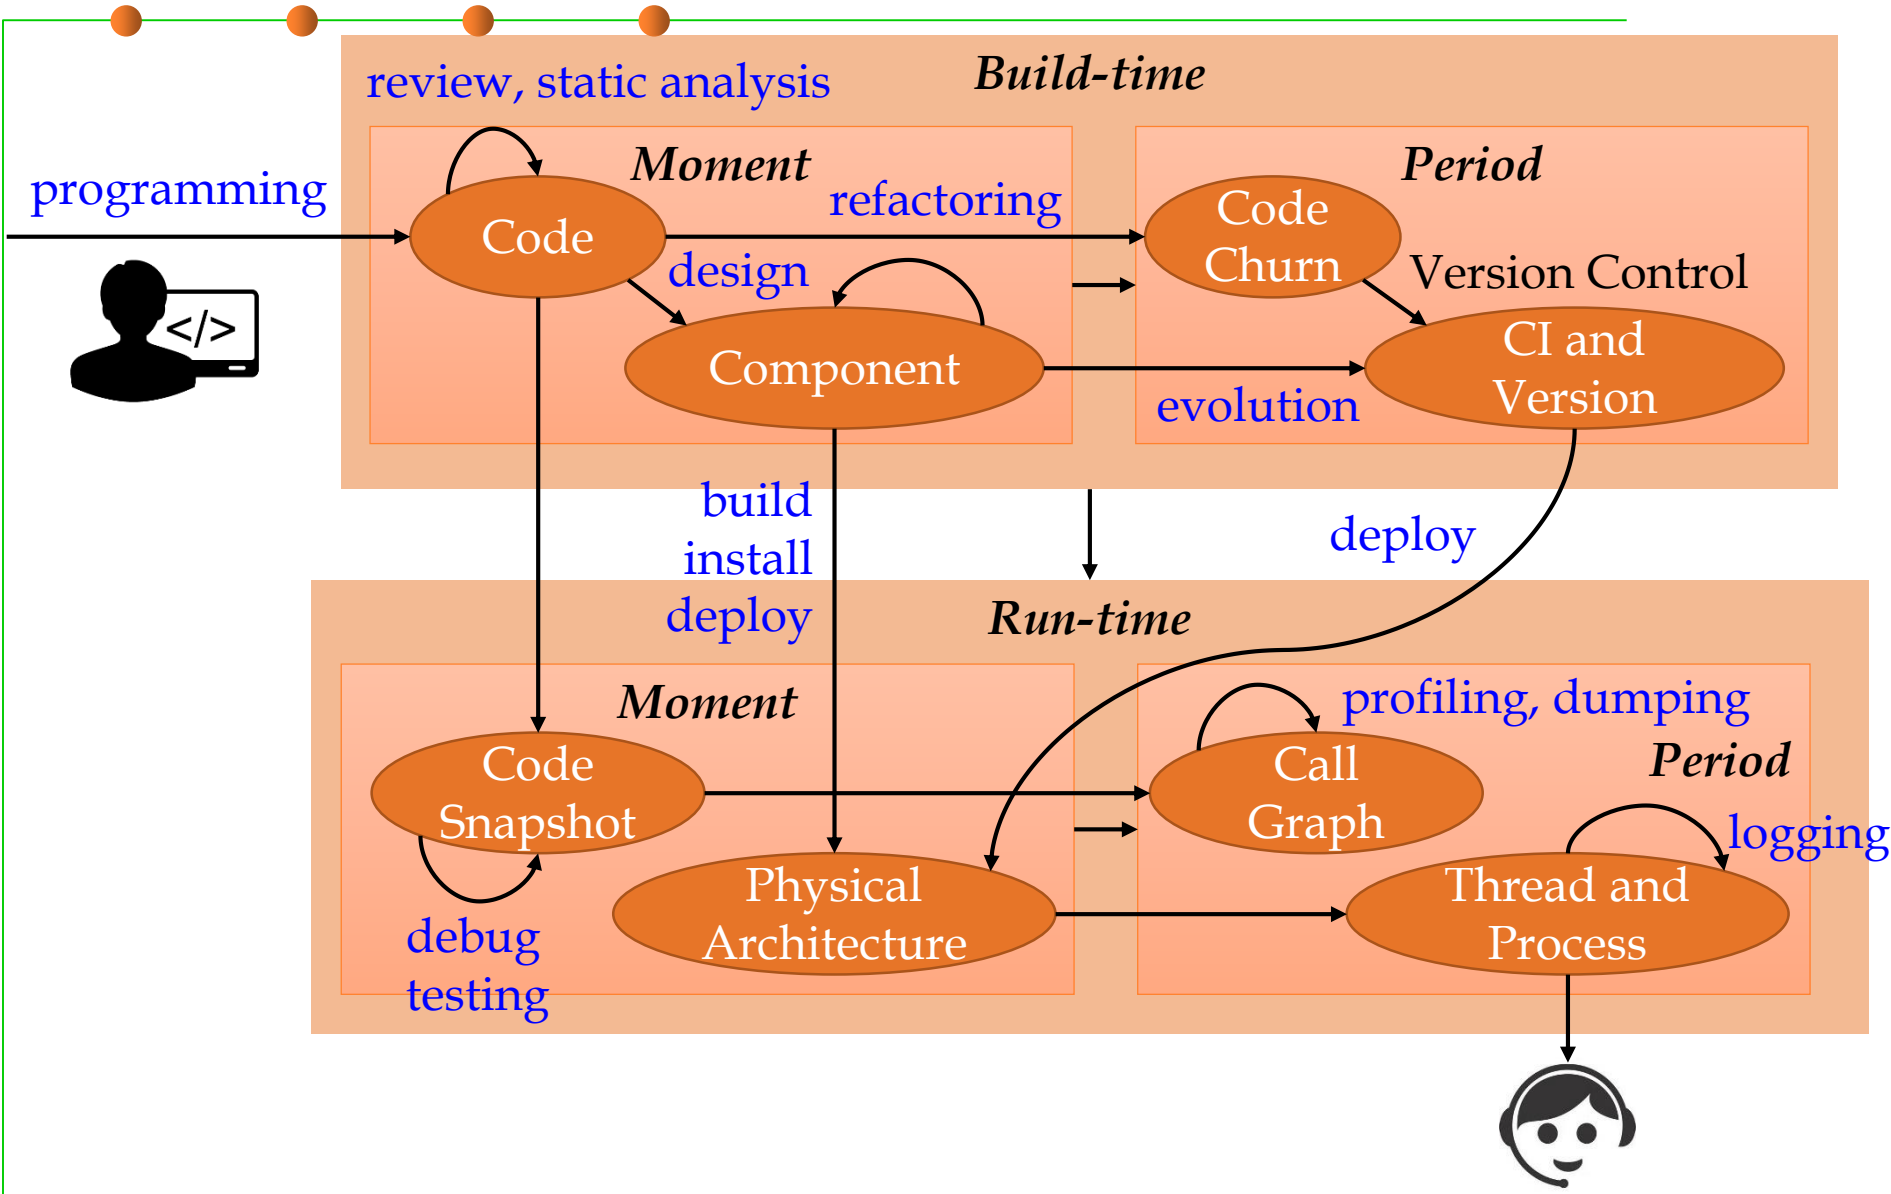 Build-time
review, static analysis
Moment
Period
programming
refactoring
Code
Code
Churn
design
Version Control
Component
CI and
Version
evolution
build
install
deploy
deploy
Run-time
Moment
profiling, dumping
Period
Code
Snapshot
Call
Graph
logging
Physical
Architecture
Thread and
Process
debug
testing
</>